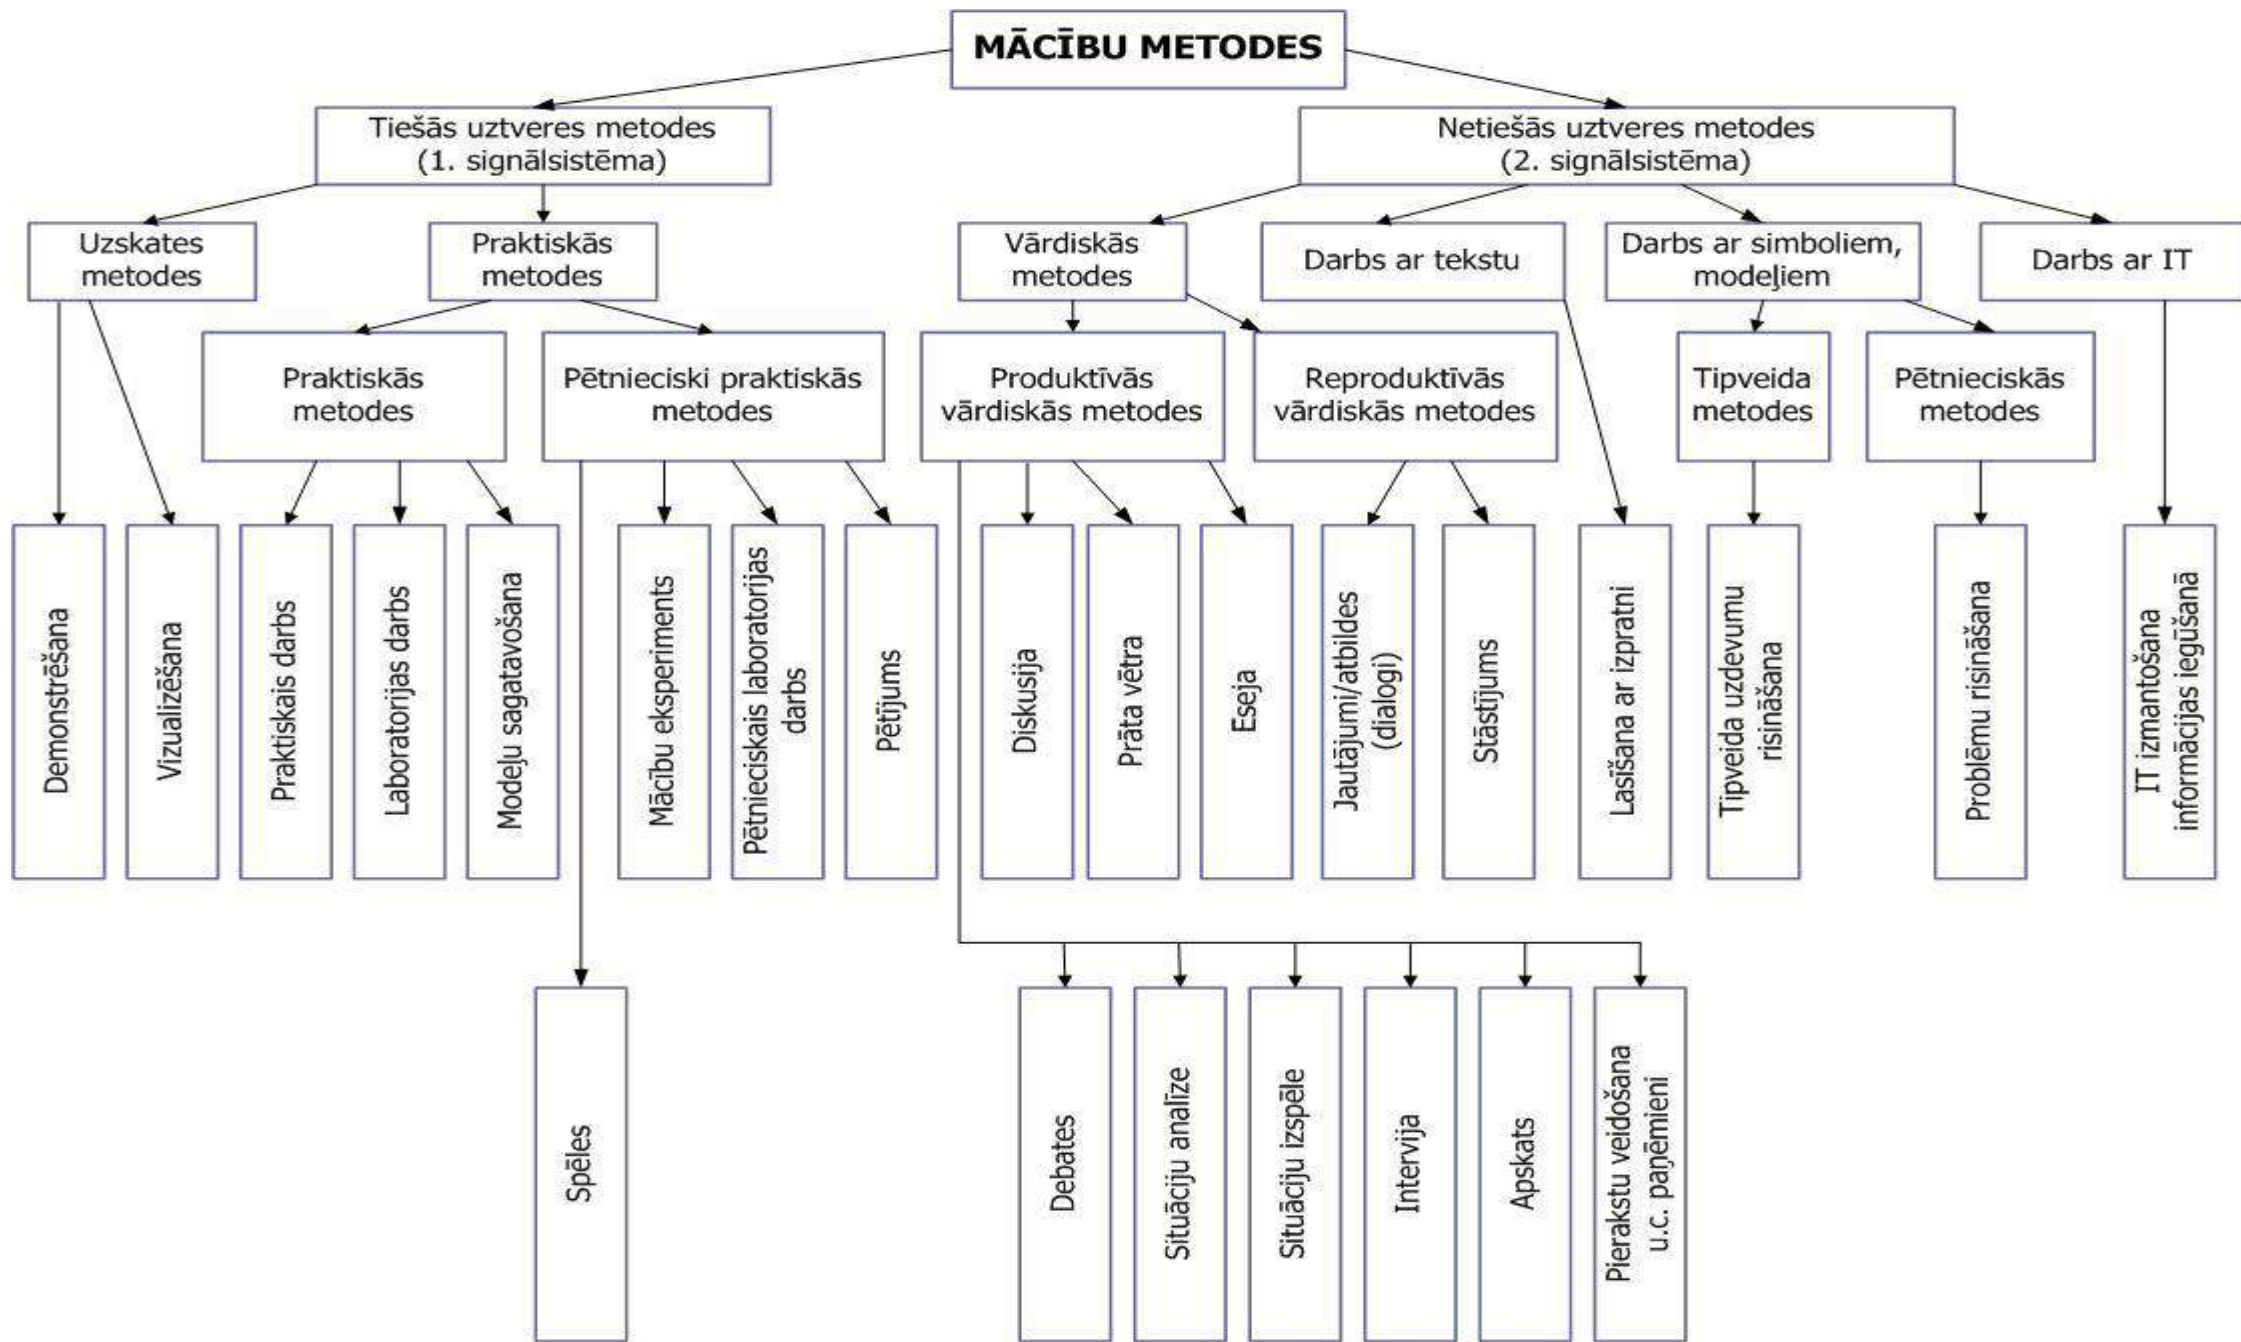 MĀCĪBU METODES
Tiešās uztveres metodes
(1. signālsistēma)
Netiešās uztveres metodes
(2. signālsistēma)
Uzskates
metodes
Praktiskās
metodes
Vārdiskās
metodes
Darbs ar tekstu
Darbs ar simboliem,
modeļiem
Darbs ar IT
Praktiskās
metodes
Pētnieciski praktiskās
metodes
Produktīvās
vārdiskās metodes
Reproduktīvās
vārdiskās metodes
Tipveida
metodes
Pētnieciskās
metodes
Demonstrēšana
Vizualizēšana
Praktiskais darbs
Laboratorijas darbs
Modeļu sagatavošana
Mācību eksperiments
Pētnieciskais laboratorijas
darbs
Pētījums
Diskusija
Prāta vētra
Eseja
Jautājumi/atbildes
(dialogi)
Stāstījums
Lasīšana ar izpratni
Tipveida uzdevumu
risināšana
Problēmu risināšana
IT izmantošana
informācijas iegūšanā
Spēles
Debates
Situāciju analīze
Situāciju izspēle
Intervija
Apskats
Pierakstu veidošana
u.c. paņēmieni